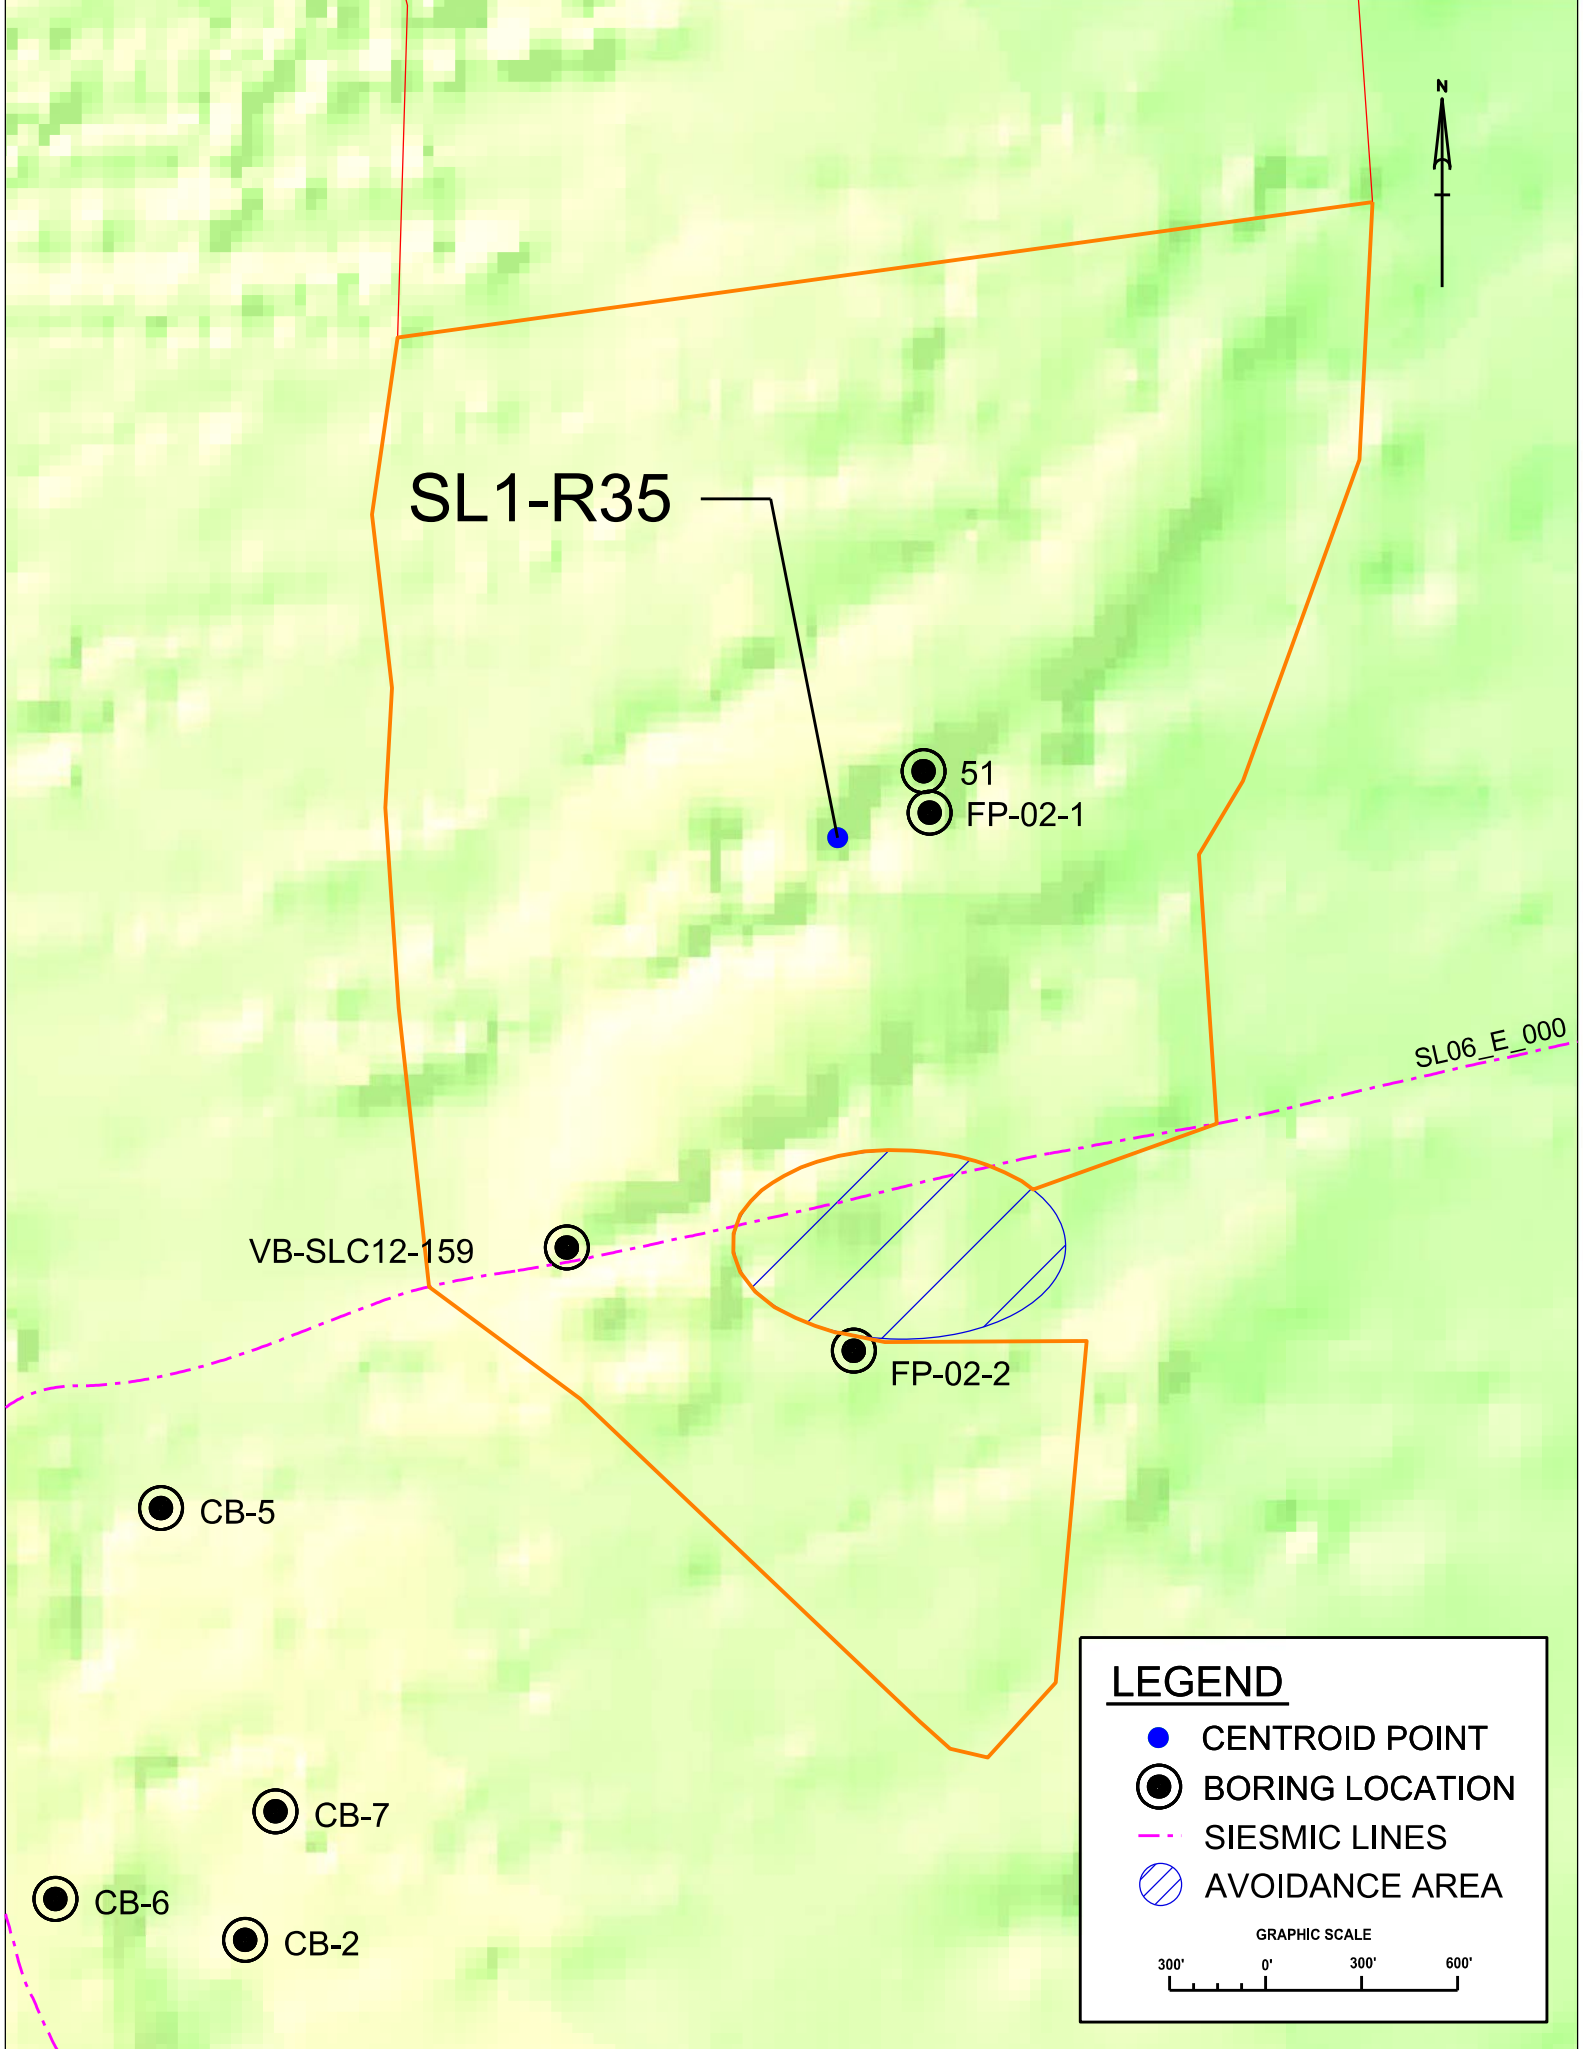 N
SL1-R35
51
FP-02-1
SL06_E_000
VB-SLC12-159
FP-02-2
CB-5
CB-7
CB-6
CB-2
LEGEND
CENTROID POINT
BORING LOCATION
SIESMIC LINES
AVOIDANCE AREA
GRAPHIC SCALE
300' 0' 300' 600'